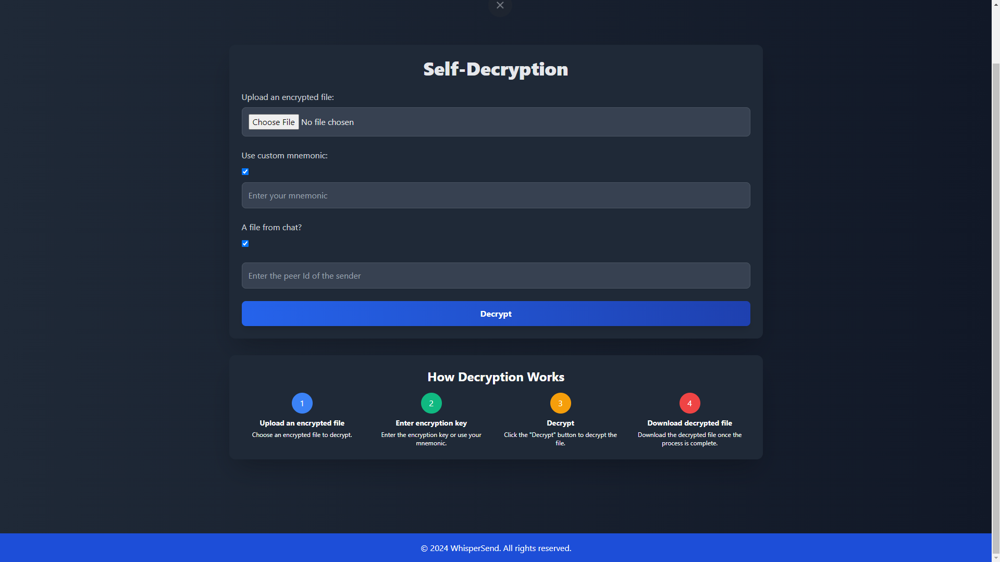 Self-Decryption
Upload an encrypted file:
Choose File No file chosen
Use custom mnemonic:
Enter your mnemonic
A file from chat?
Enter the peer Id of the sender
Decrypt
How Decryption Works
1
Upload an encrypted file
Choose an encrypted file to decrypt.
2
Enter encryption key
Enter the encryption key or use your
mnemonic.
3
Decrypt
Click the "Decrypt" button to decrypt the
file.
4
Download decrypted file
Download the decrypted file once the
process is complete.
© 2024 WhisperSend. All rights reserved.